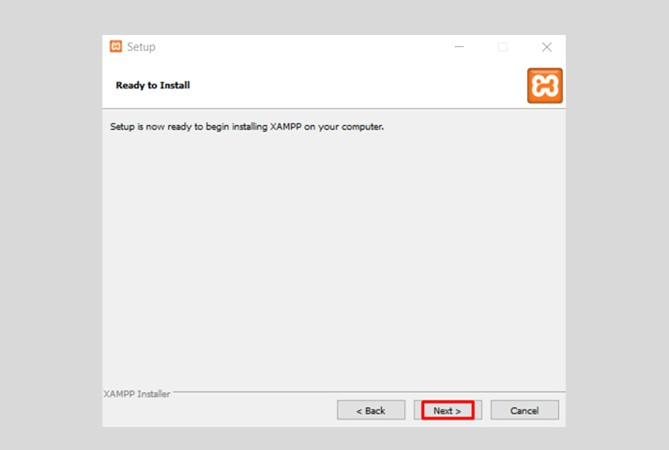 Setup
Ready to Install
Setup is now ready to begin installing XAMPP on your computer.
XAMPP Installer
< Back
Next >
Cancel